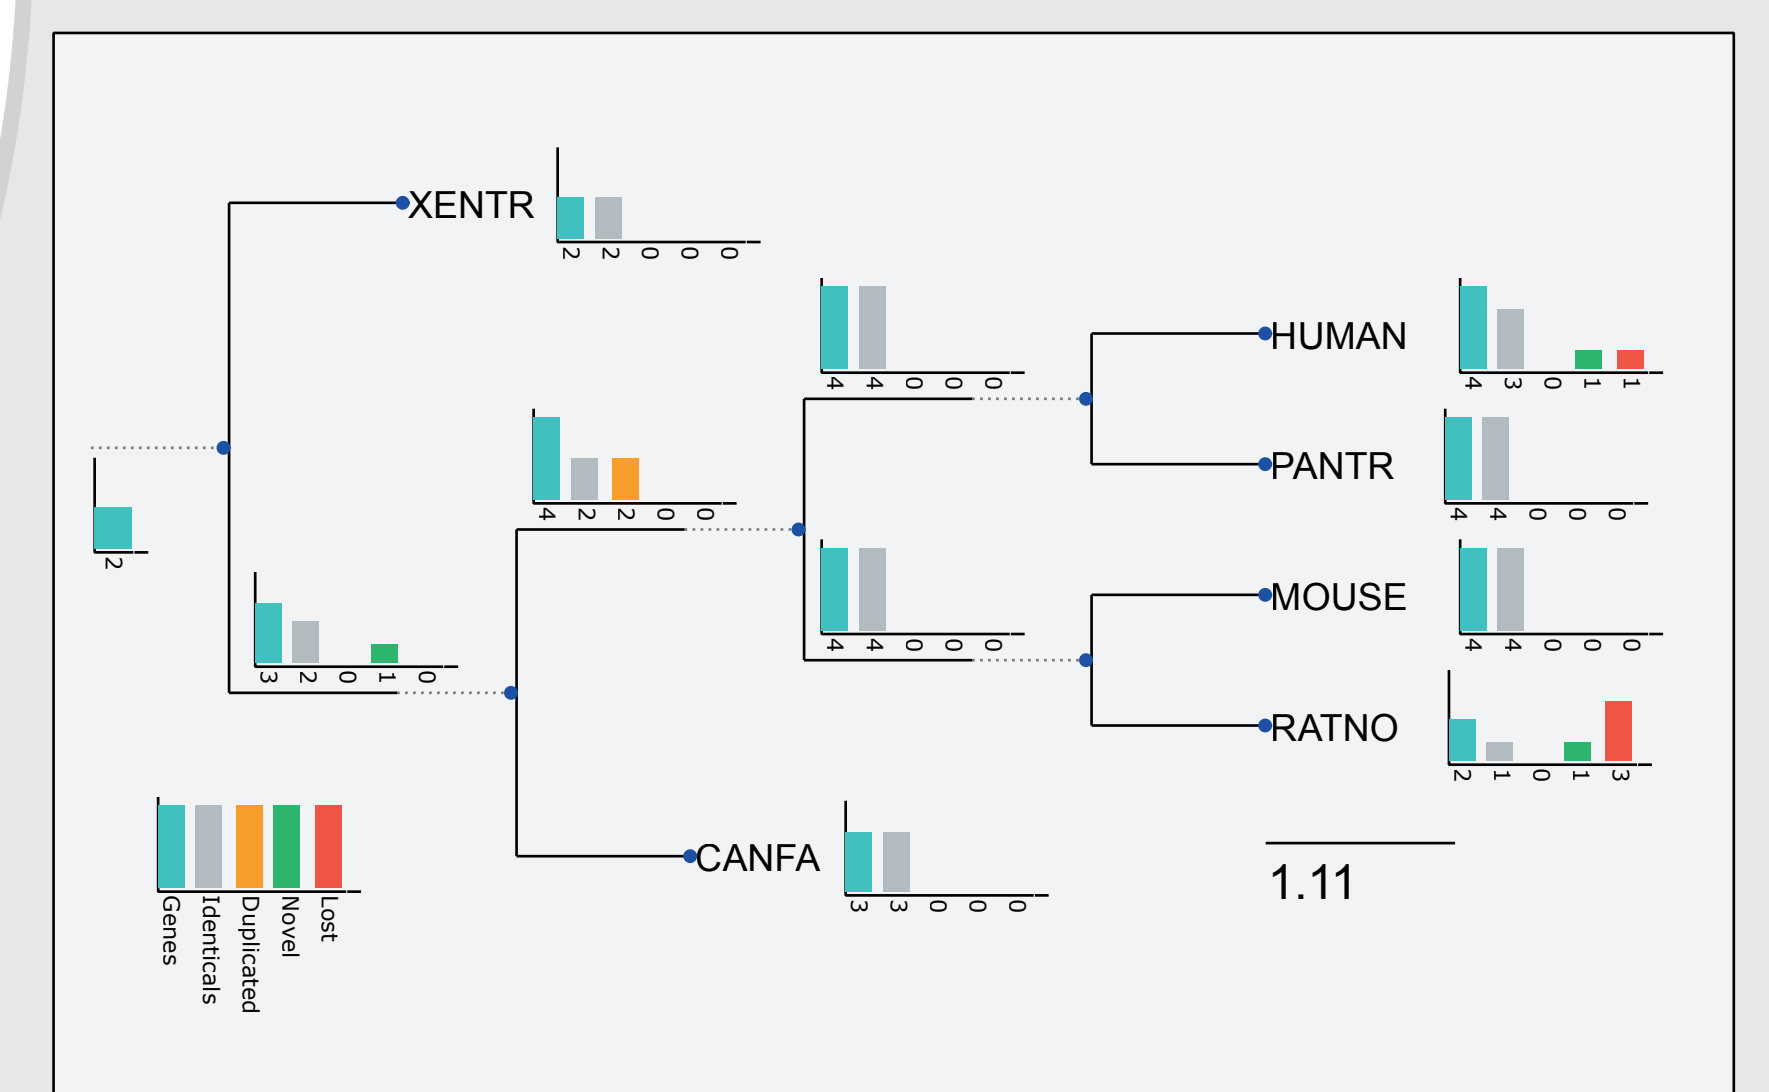 XENTR
2 2 0 0 0
4 4 0 0 0
HUMAN
4 3 0 1 1
4 2 2 0 0
PANTR
4 4 0 0 0
2
MOUSE
3 2 0 1 0
4 4 0 0 0
4 4 0 0 0
RATNO
2 1 0 1 3
CANFA
3 3 0 0 0
1.11
Genes
Identicals
Duplicated
Novel
Lost